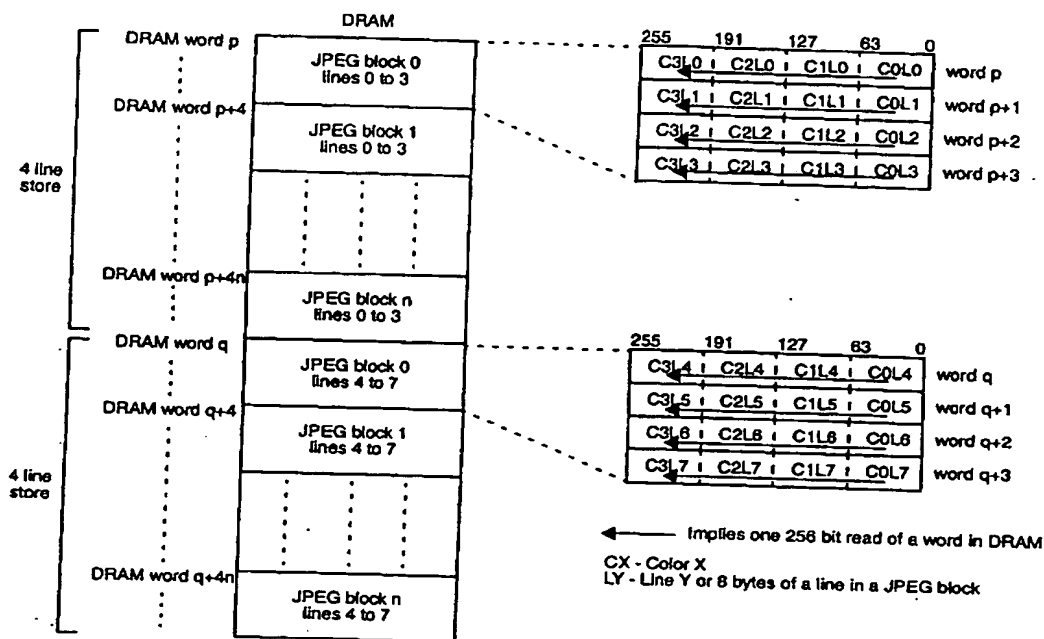 DRAM
DRAM word p
JPEG block 0
lines 0 to 3
DRAM word p+4
JPEG block 1
lines 0 to 3
4 line
store
DRAM word p+4n
JPEG block n
lines 0 to 3
DRAM word q
JPEG block 0
lines 4 to 7
DRAM word q+4
JPEG block 1
lines 4 to 7
4 line
store
DRAM word q+4n
JPEG block n
lines 4 to 7
255 191 127 63 0
C3L0 C2L0 C1L0 C0L0 word p
C3L1 C2L1 C1L1 C0L1 word p+1
C3L2 C2L2 C1L2 C0L2 word p+2
C3L3 C2L3 C1L3 C0L3 word p+3
255 191 127 63 0
C3L4 C2L4 C1L4 C0L4 word q
C3L5 C2L5 C1L5 C0L5 word q+1
C3L6 C2L6 C1L6 C0L6 word q+2
C3L7 C2L7 C1L7 C0L7 word q+3
Implies one 256 bit read of a word in DRAM
CX - Color X
LY - Line Y or 8 bytes of a line in a JPEG block